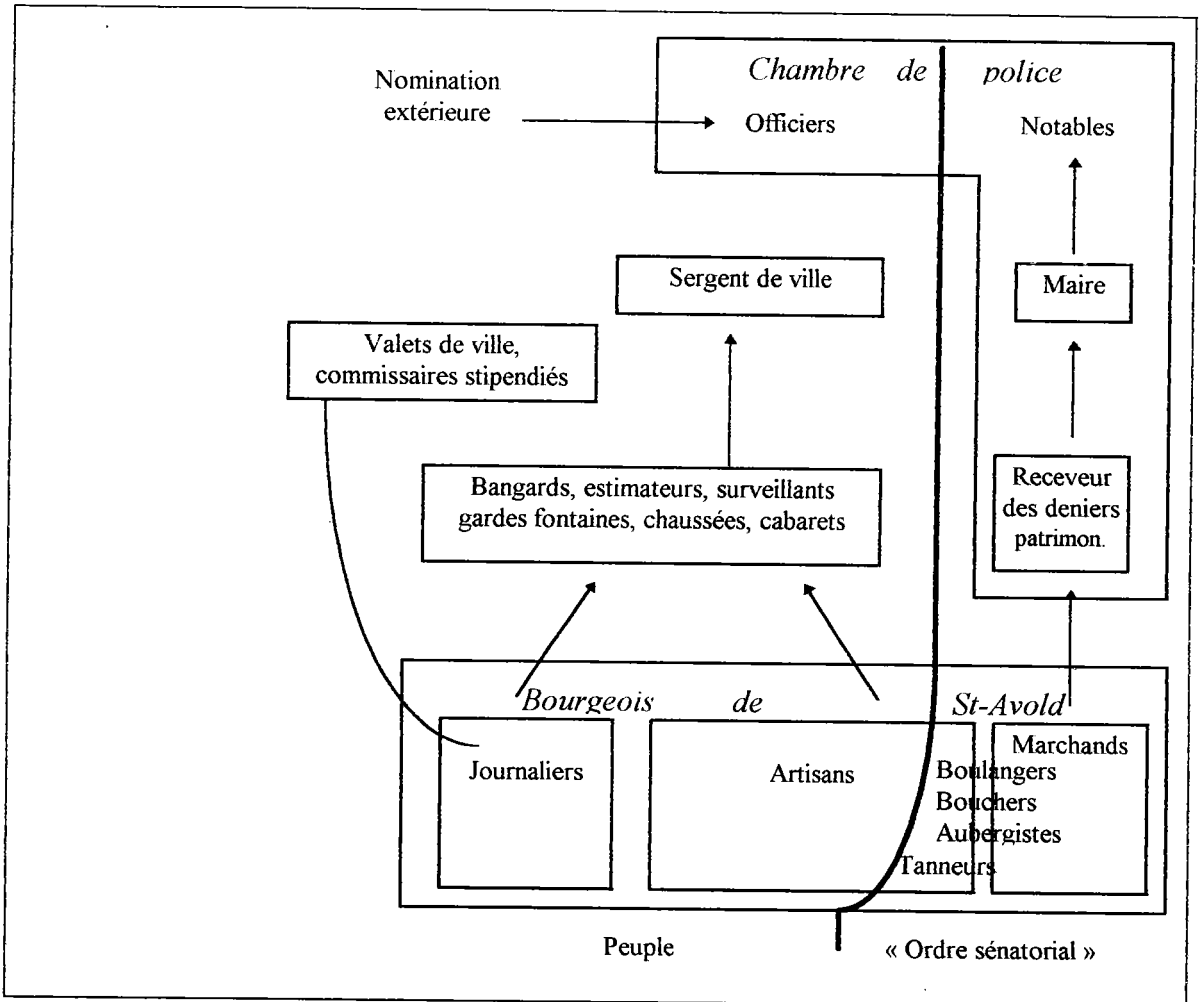 Chambre de police
Nomination
extérieure
Officiers
Notables
Sergent de ville
Maire
Valets de ville,
commissaires stipendiés
Bangards, estimateurs, surveillants
gardes fontaines, chaussées, cabarets
Receveur
des deniers
patrimon.
Bourgeois de St-Avold
Journaliers
Artisans
Marchands
Boulangers
Bouchers
Aubergistes
Tanneurs
Peuple
« Ordre sénatorial »